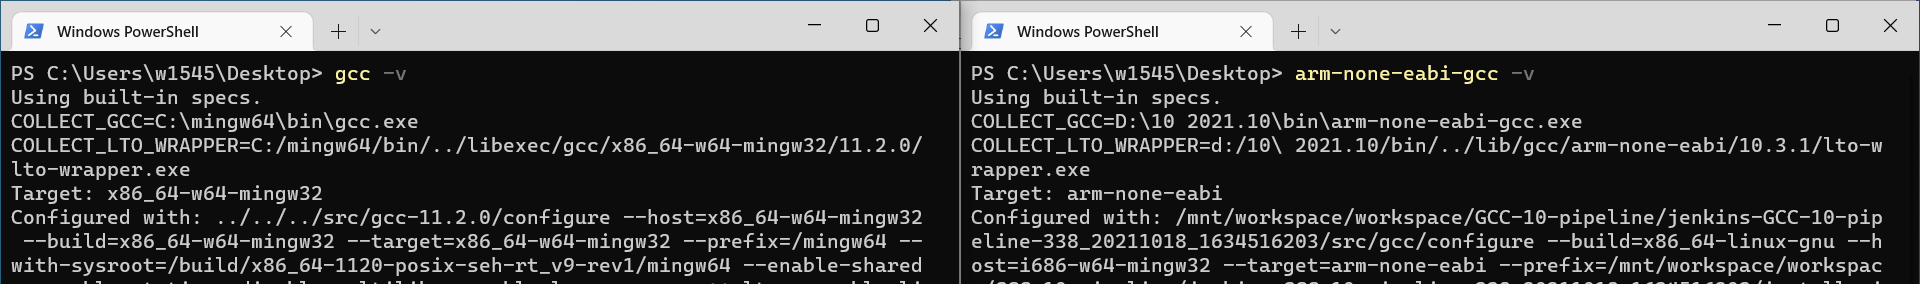 Windows PowerShell
PS C:\Users\w1545\Desktop> gcc -v
Using built-in specs.
COLLECT_GCC=C:\mingw64\bin\gcc.exe
COLLECT_LTO_WRAPPER=C:/mingw64/bin/../libexec/gcc/x86_64-w64-mingw32/11.2.0/
lto-wrapper.exe
Target: x86_64-w64-mingw32
Configured with: ../../../src/gcc-11.2.0/configure --host=x86_64-w64-mingw32
--build=x86_64-w64-mingw32 --target=x86_64-w64-mingw32 --prefix=/mingw64 --
with-sysroot=/build/x86_64-1120-posix-seh-rt_v9-rev1/mingw64 --enable-shared
Windows PowerShell
PS C:\Users\w1545\Desktop> arm-none-eabi-gcc -v
Using built-in specs.
COLLECT_GCC=D:\10 2021.10\bin\arm-none-eabi-gcc.exe
COLLECT_LTO_WRAPPER=d:/10\ 2021.10/bin/../lib/gcc/arm-none-eabi/10.3.1/lto-w
rapper.exe
Target: arm-none-eabi
Configured with: /mnt/workspace/workspace/GCC-10-pipeline/jenkins-GCC-10-pip
eline-338_20211018_1634516203/src/gcc/configure --build=x86_64-linux-gnu --h
ost=i686-w64-mingw32 --target=arm-none-eabi --prefix=/mnt/workspace/workspac